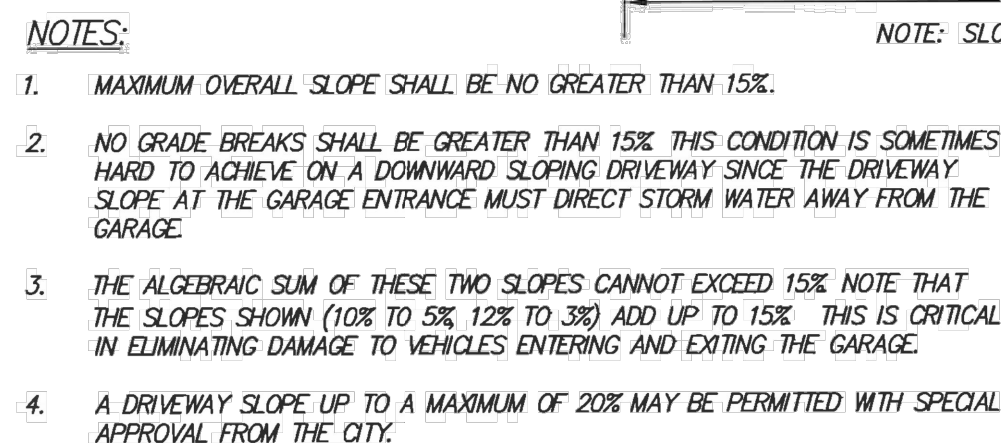 NOTES:
NOTE: SLO
1. MAXIMUM OVERALL SLOPE SHALL BE NO GREATER THAN 15%.
2. NO GRADE BREAKS SHALL BE GREATER THAN 15%. THIS CONDITION IS SOMETIMES
HARD TO ACHIEVE ON A DOWNWARD SLOPING DRIVEWAY SINCE THE DRIVEWAY
SLOPE AT THE GARAGE ENTRANCE MUST DIRECT STORM WATER AWAY FROM THE
GARAGE.
3. THE ALGEBRAIC SUM OF THESE TWO SLOPES CANNOT EXCEED 15%. NOTE THAT
THE SLOPES SHOWN (10% TO 5%, 12% TO 3%) ADD UP TO 15%. THIS IS CRITICAL
IN ELIMINATING DAMAGE TO VEHICLES ENTERING AND EXITING THE GARAGE.
4. A DRIVEWAY SLOPE UP TO A MAXIMUM OF 20% MAY BE PERMITTED WITH SPECIAL
APPROVAL FROM THE CITY.